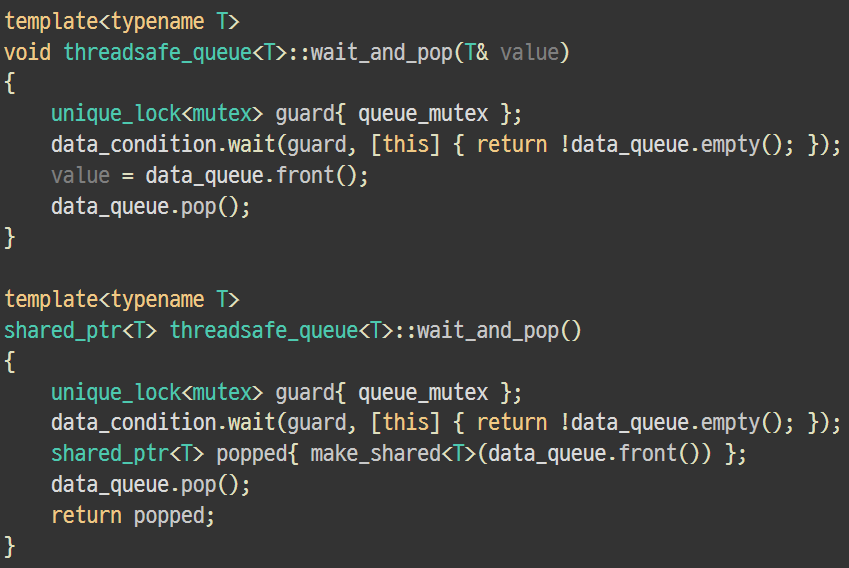 template<typename T>
void threadsafe_queue<T>::wait_and_pop(T& value)
{
    unique_lock<mutex> guard{ queue_mutex };
    data_condition.wait(guard, [this] { return !data_queue.empty(); });
    value = data_queue.front();
    data_queue.pop();
}

template<typename T>
shared_ptr<T> threadsafe_queue<T>::wait_and_pop()
{
    unique_lock<mutex> guard{ queue_mutex };
    data_condition.wait(guard, [this] { return !data_queue.empty(); });
    shared_ptr<T> popped{ make_shared<T>(data_queue.front()) };
    data_queue.pop();
    return popped;
}